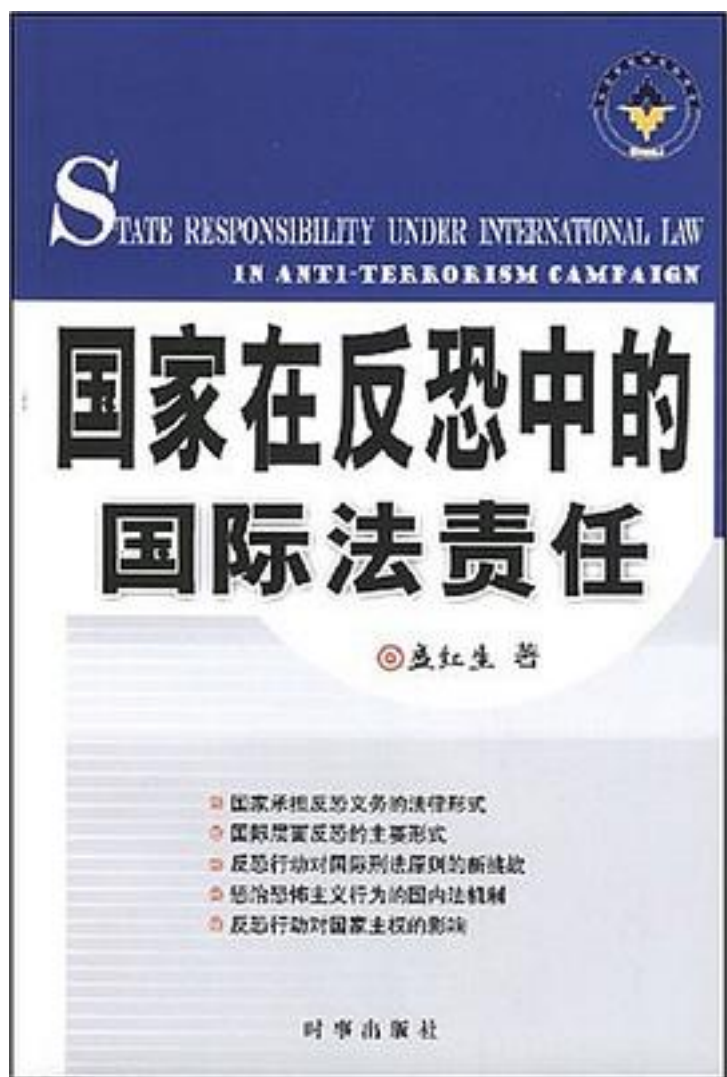 STATE RESPONSIBILITY UNDER INTERNATIONAL LAW
IN ANTI-TERRORISM CAMPAIGN
国家在反恐中的
国际法责任
盛红生 著
国家承担反恐义务的法律形式
国际层面反恐的主要形式
反恐行动对国际刑法原则的新挑战
惩治恐怖主义行为的国内法机制
反恐行动对国家主权的影响
时事出版社